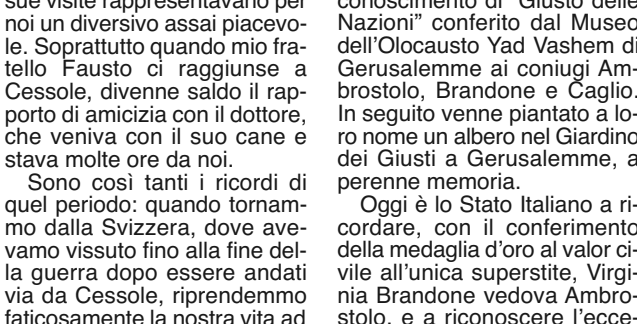 sue visite rappresentavano per
noi un diversivo assai piacevo-
le. Soprattutto quando mio fra-
tello Fausto ci raggiunse a
Cessole, divenne saldo il rap-
porto di amicizia con il dottore,
che veniva con il suo cane e
stava molte ore da noi.
Sono così tanti i ricordi di
quel periodo: quando tornam-
mo dalla Svizzera, dove ave-
vamo vissuto fino alla fine del-
la guerra dopo essere andati
via da Cessole, riprendemmo
faticosamente la nostra vita ad
conoscimento di “Giusto delle
Nazioni” conferito dal Museo
dell’Olocausto Yad Vashem di
Gerusalemme ai coniugi Am-
brostolo, Brandone e Caglio.
In seguito venne piantato a lo-
ro nome un albero nel Giardino
dei Giusti a Gerusalemme, a
perenne memoria.
Oggi è lo Stato Italiano a ri-
cordare, con il conferimento
della medaglia d’oro al valor ci-
vile all’unica superstite, Virgi-
nia Brandone vedova Ambro-
stolo, e a riconoscere l’ecce-